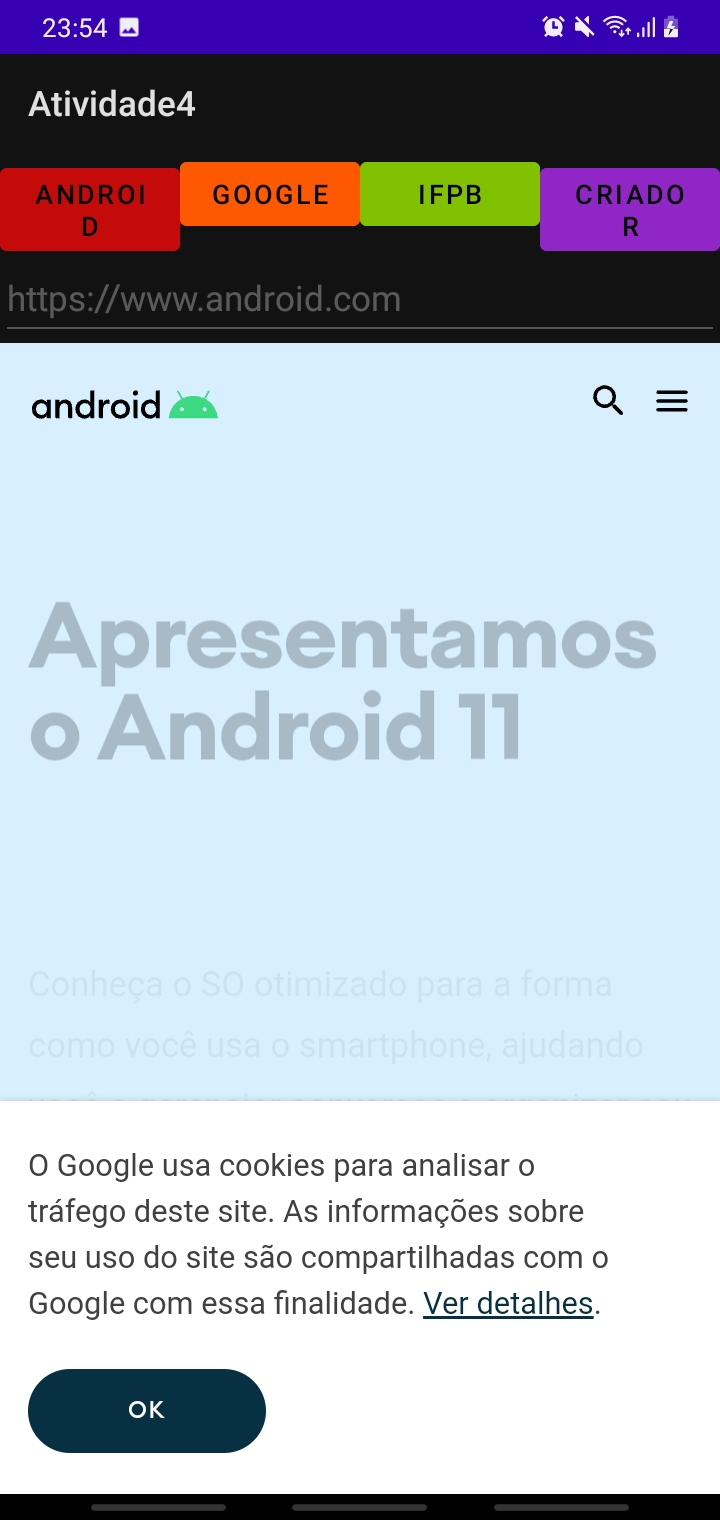 23:54
Atividade4
ANDROI
D
GOOGLE
IFPB
CRIADO
R
https://www.android.com
android
Apresentamos
o Android 11
Conheça o SO otimizado para a forma
como você usa o smartphone, ajudando
O Google usa cookies para analisar o
tráfego deste site. As informações sobre
seu uso do site são compartilhadas com o
Google com essa finalidade. Ver detalhes.
OK